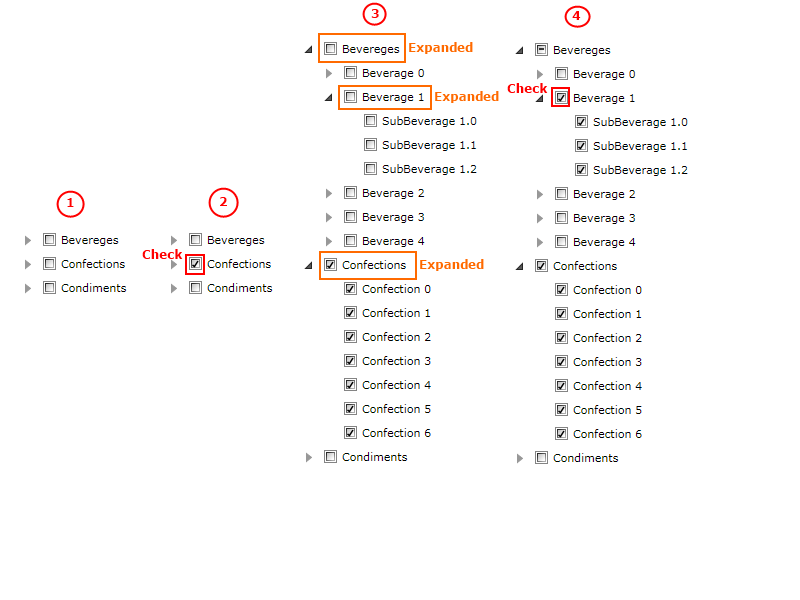 1
Bevereges
Confections
Condiments
2
Bevereges
Check
Confections
Condiments
3
Bevereges Expanded
Beverage 0
Beverage 1 Expanded
SubBeverage 1.0
SubBeverage 1.1
SubBeverage 1.2
Beverage 2
Beverage 3
Beverage 4
Confections Expanded
Confection 0
Confection 1
Confection 2
Confection 3
Confection 4
Confection 5
Confection 6
Condiments
4
Bevereges
Beverage 0
Check
Beverage 1
SubBeverage 1.0
SubBeverage 1.1
SubBeverage 1.2
Beverage 2
Beverage 3
Beverage 4
Confections
Confection 0
Confection 1
Confection 2
Confection 3
Confection 4
Confection 5
Confection 6
Condiments